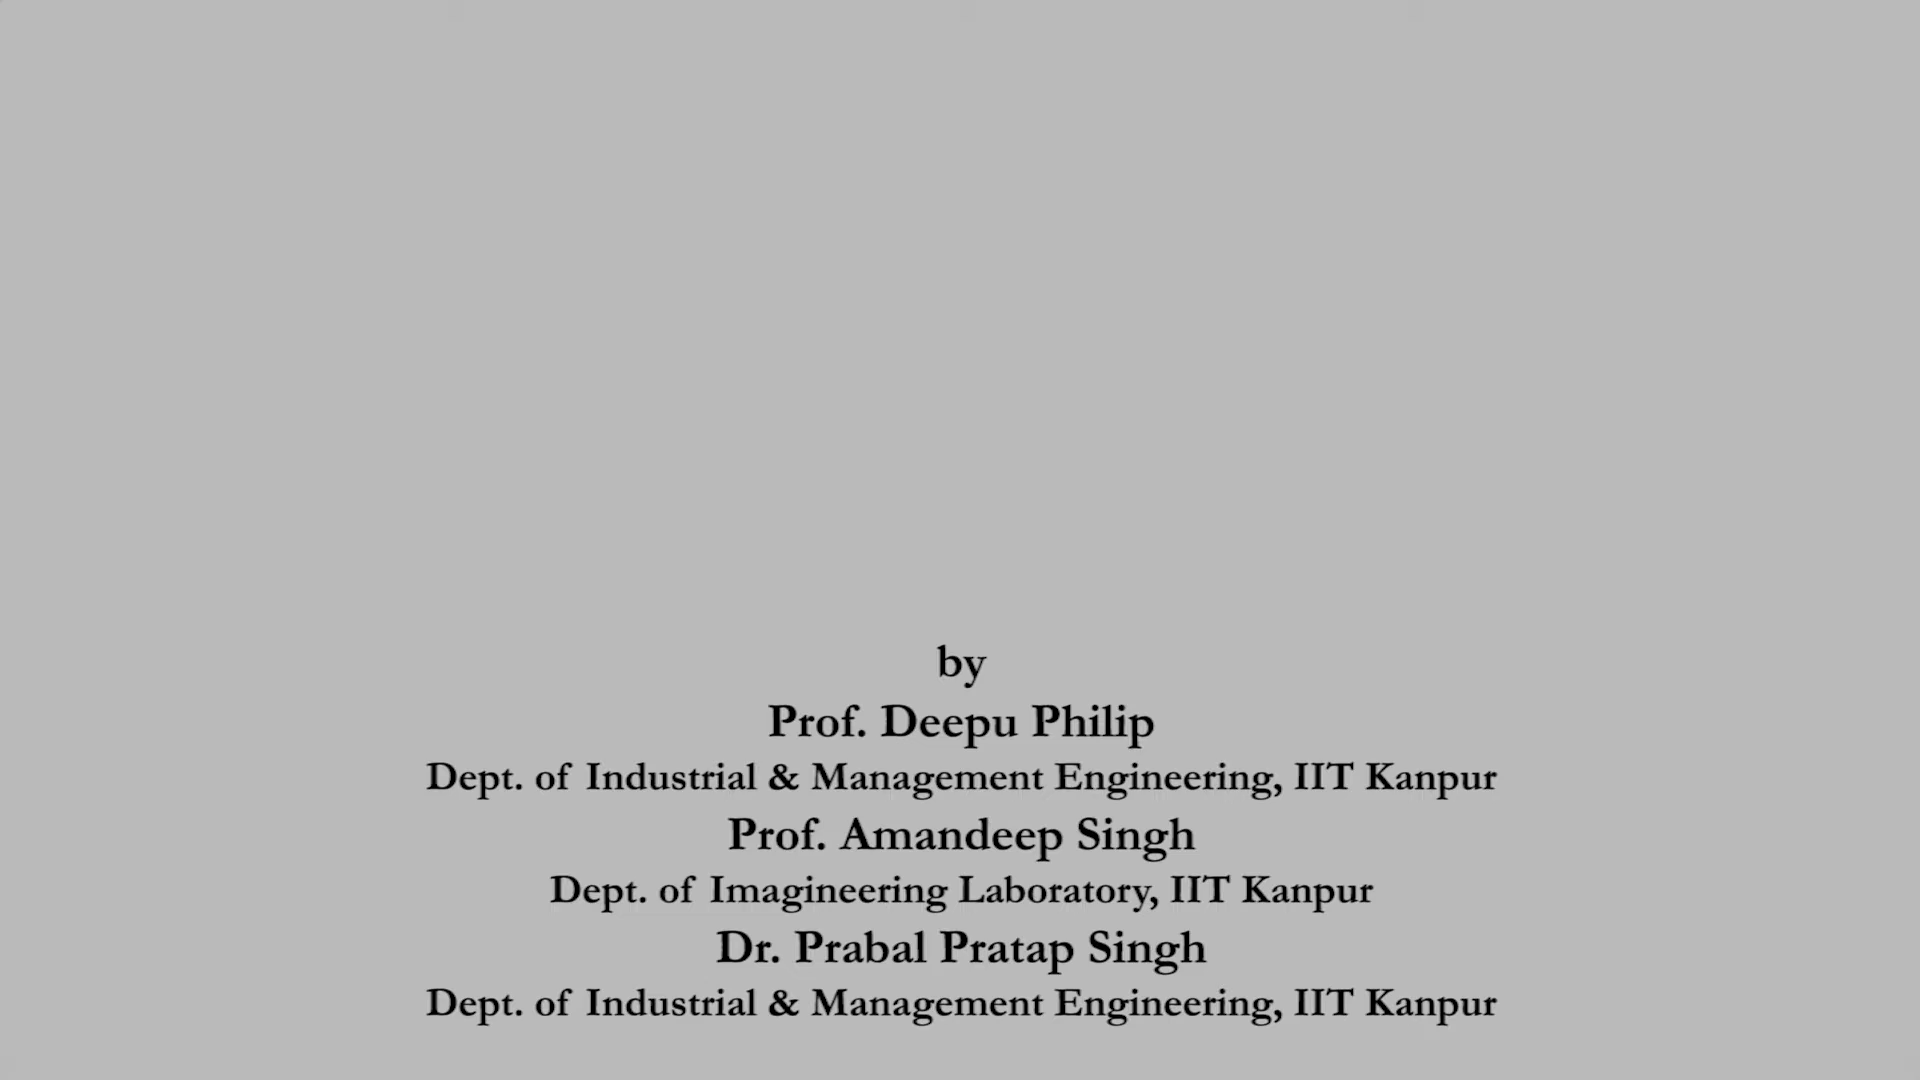 by
Prof. Deepu Philip
Dept. of Industrial & Management Engineering, IIT Kanpur
Prof. Amandeep Singh
Dept. of Imagineering Laboratory, IIT Kanpur
Dr. Prabal Pratap Singh
Dept. of Industrial & Management Engineering, IIT Kanpur